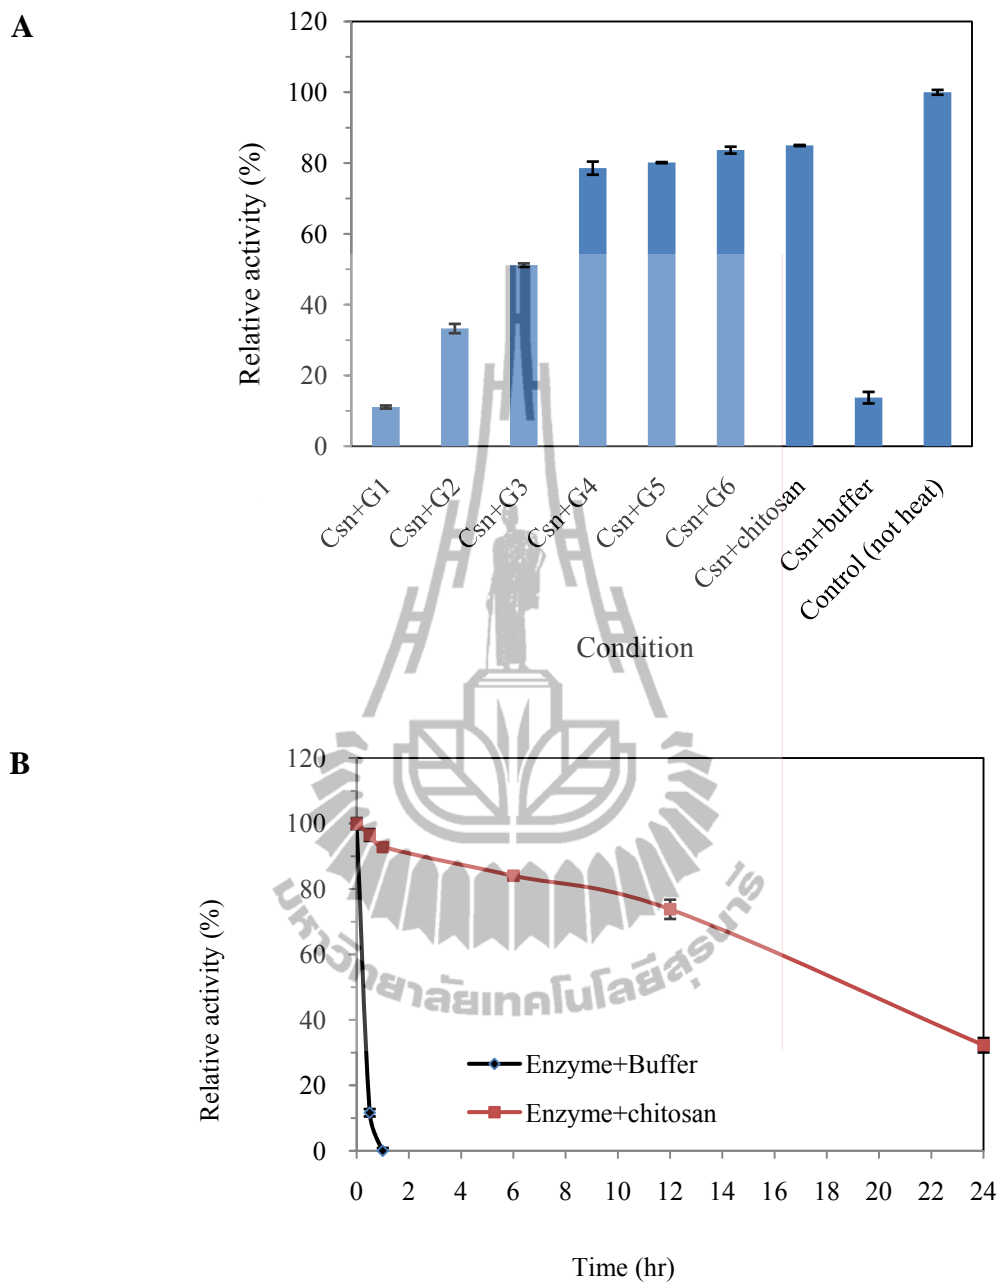 A
120
100
80
60
40
20
0
Relative activity (%)
Csn+G1
Csn+G2
Csn+G3
Csn+G4
Csn+G5
Csn+G6
Csn+chitosan
Csn+buffer
Control (not heat)
Condition
B
120
100
80
60
40
20
0
Relative activity (%)
Enzyme+Buffer
Enzyme+chitosan
0 2 4 6 8 10 12 14 16 18 20 22 24
Time (hr)
มหาวิทยาลัยเทคโนโลยีสุรนารี